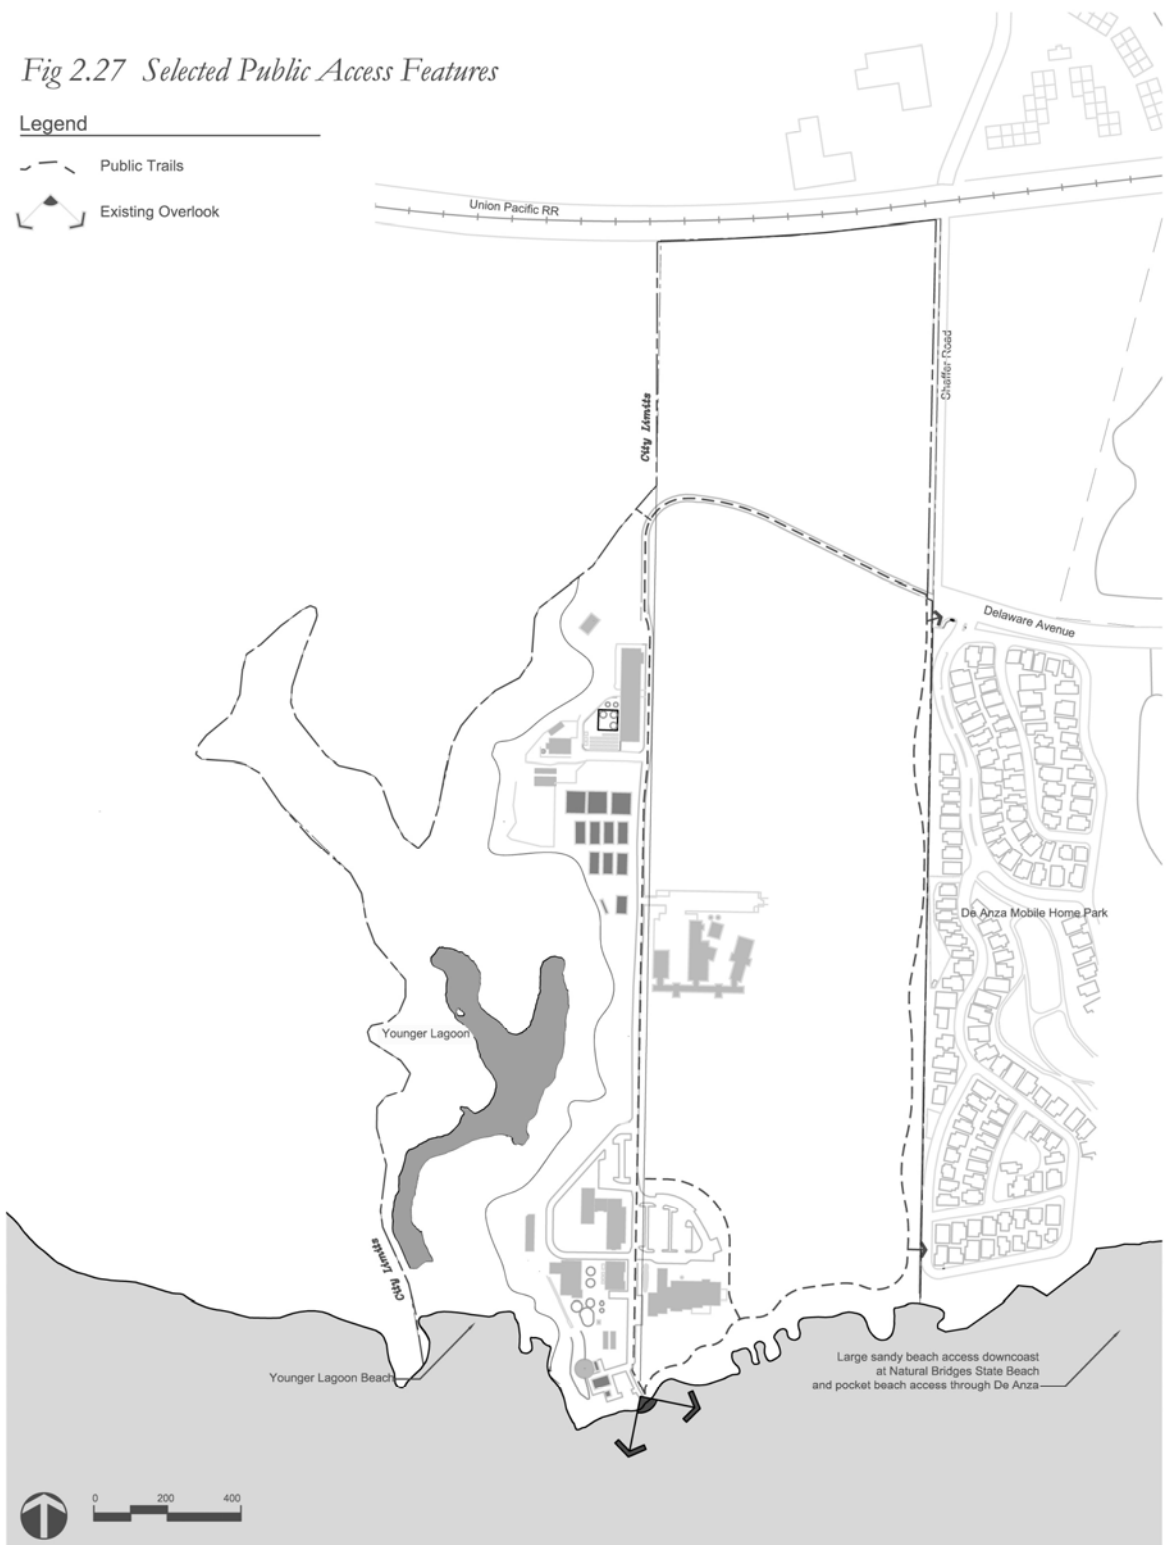 Fig 2.27 Selected Public Access Features
Legend
Public Trails
Existing Overlook
Union Pacific RR
Shaffer Road
City Limits
Delaware Avenue
De Anza Mobile Home Park
Younger Lagoon
City Limits
Younger Lagoon Beach
Large sandy beach access downcoast
at Natural Bridges State Beach
and pocket beach access through De Anza
0 200 400